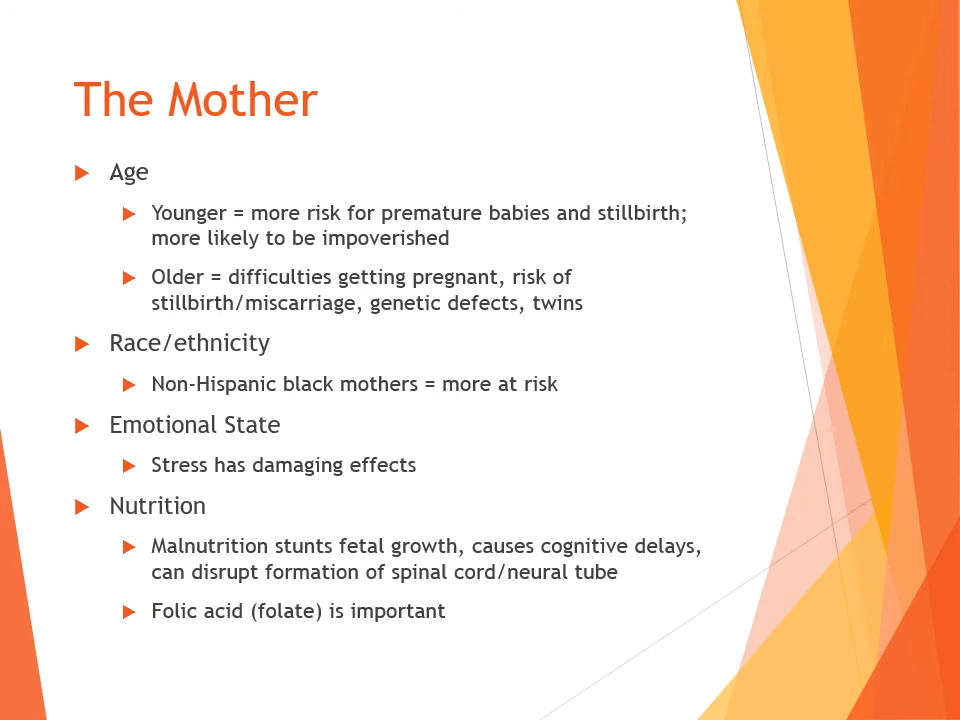 The Mother
Age
Younger = more risk for premature babies and stillbirth;
more likely to be impoverished
Older = difficulties getting pregnant, risk of
stillbirth/miscarriage, genetic defects, twins
Race/ethnicity
Non-Hispanic black mothers = more at risk
Emotional State
Stress has damaging effects
Nutrition
Malnutrition stunts fetal growth, causes cognitive delays,
can disrupt formation of spinal cord/neural tube
Folic acid (folate) is important